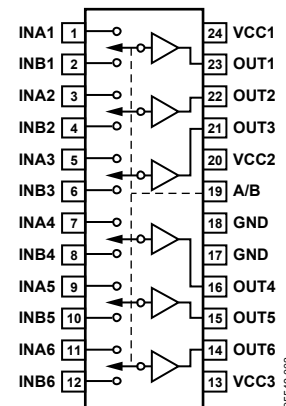 INA1 1 24 VCC1
INB1 2 23 OUT1
INA2 3 22 OUT2
INB2 4 21 OUT3
INA3 5 20 VCC2
INB3 6 19 A/B
INA4 7 18 GND
INB4 8 17 GND
INA5 9 16 OUT4
INB5 10 15 OUT5
INA6 11 14 OUT6
INB6 12 13 VCC3